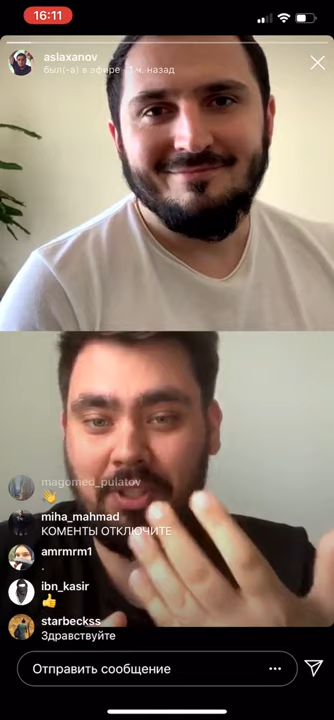 16:11
aslaxanov
был(-а) в эфире · 1 ч. назад
magomed_pulatov
👋
miha_mahmad
КОМЕНТЫ ОТКЛЮЧИТЕ
amrmrm1
.
ibn_kasir
👍
starbeckss
Здравствуйте
Отправить сообщение